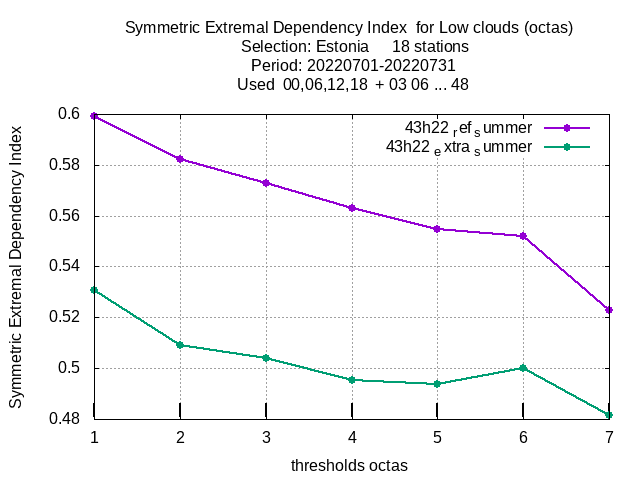 Symmetric Extremal Dependency Index for Low clouds (octas)
Selection: Estonia 18 stations
Period: 20220701-20220731
Used 00,06,12,18 + 03 06 ... 48
43h22 ref summer
43h22 extra summer
Symmetric Extremal Dependency Index
0.6
0.58
0.56
0.54
0.52
0.5
0.48
1 2 3 4 5 6 7
thresholds octas